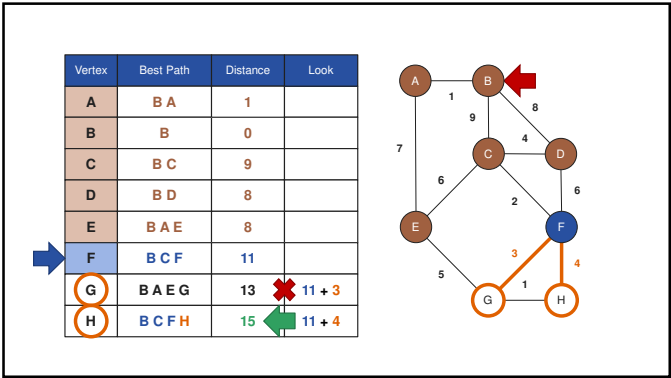 Vertex Best Path Distance Look
A B A 1
B B 0
C B C 9
D B D 8
E B A E 8
F B C F 11
G B A E G 13 11 + 3
H B C F H 15 11 + 4
A B
1 8
9
C D
4
7
6 6
2
E F
3 4
5
1
G H